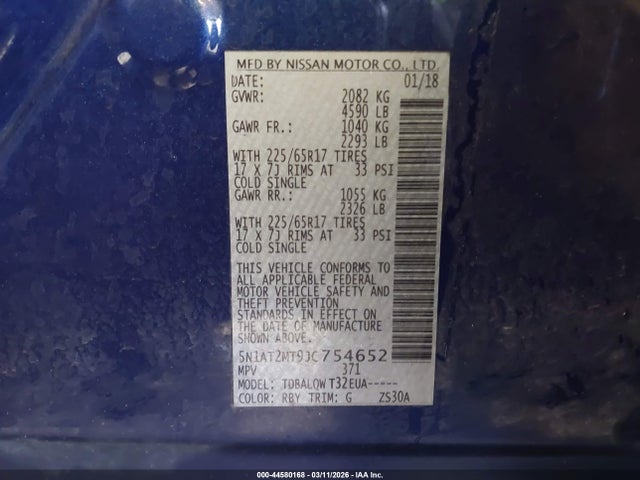 MFD BY NISSAN MOTOR CO., LTD.
DATE: 01/18
GVWR: 2082 KG
4590 LB
GAWR FR.: 1040 KG
2293 LB
WITH 225/65R17 TIRES
17 X 7J RIMS AT 33 PSI
COLD SINGLE
GAWR RR.: 1055 KG
2326 LB
WITH 225/65R17 TIRES
17 X 7J RIMS AT 33 PSI
COLD SINGLE
THIS VEHICLE CONFORMS TO
ALL APPLICABLE FEDERAL
MOTOR VEHICLE SAFETY AND
THEFT PREVENTION
STANDARDS IN EFFECT ON
THE DATE OF MANUFACTURE
SHOWN ABOVE.
5N1AT2MT9JC754652
MPV 371
MODEL: TDBALQW T32EUA-----
COLOR: RBY TRIM: G ZS30A
000-44580168 - 03/11/2026 - IAA Inc.